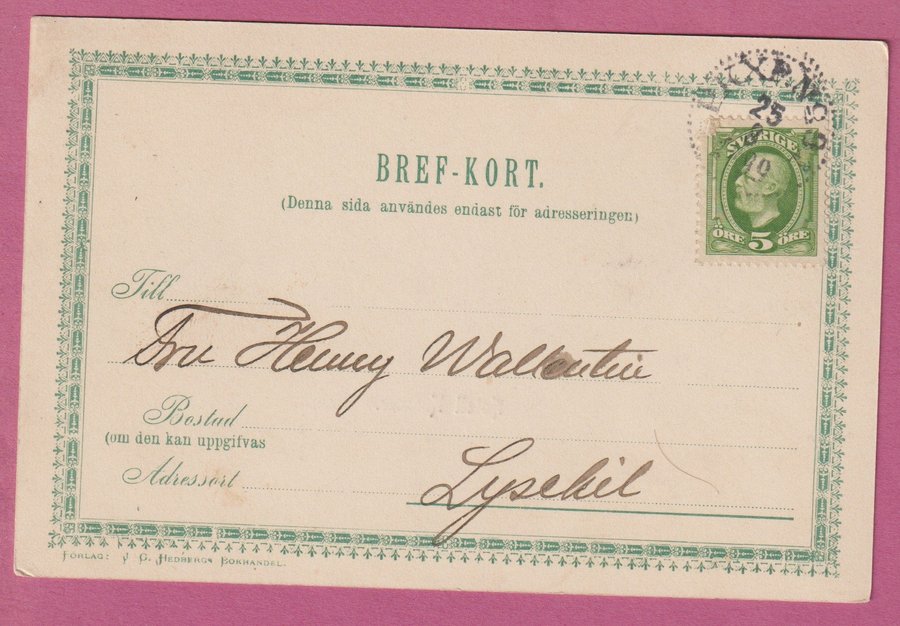 BREF-KORT.
(Denna sida användes endast för adresseringen)
SVERIGE
ÖRE 5 ÖRE
25
Till
Fru Henny Wallentin
Bostad
(om den kan uppgifvas
Adressort
Lysekil
FÖRLAG: J. G. HEDBERGS BOKHANDEL.